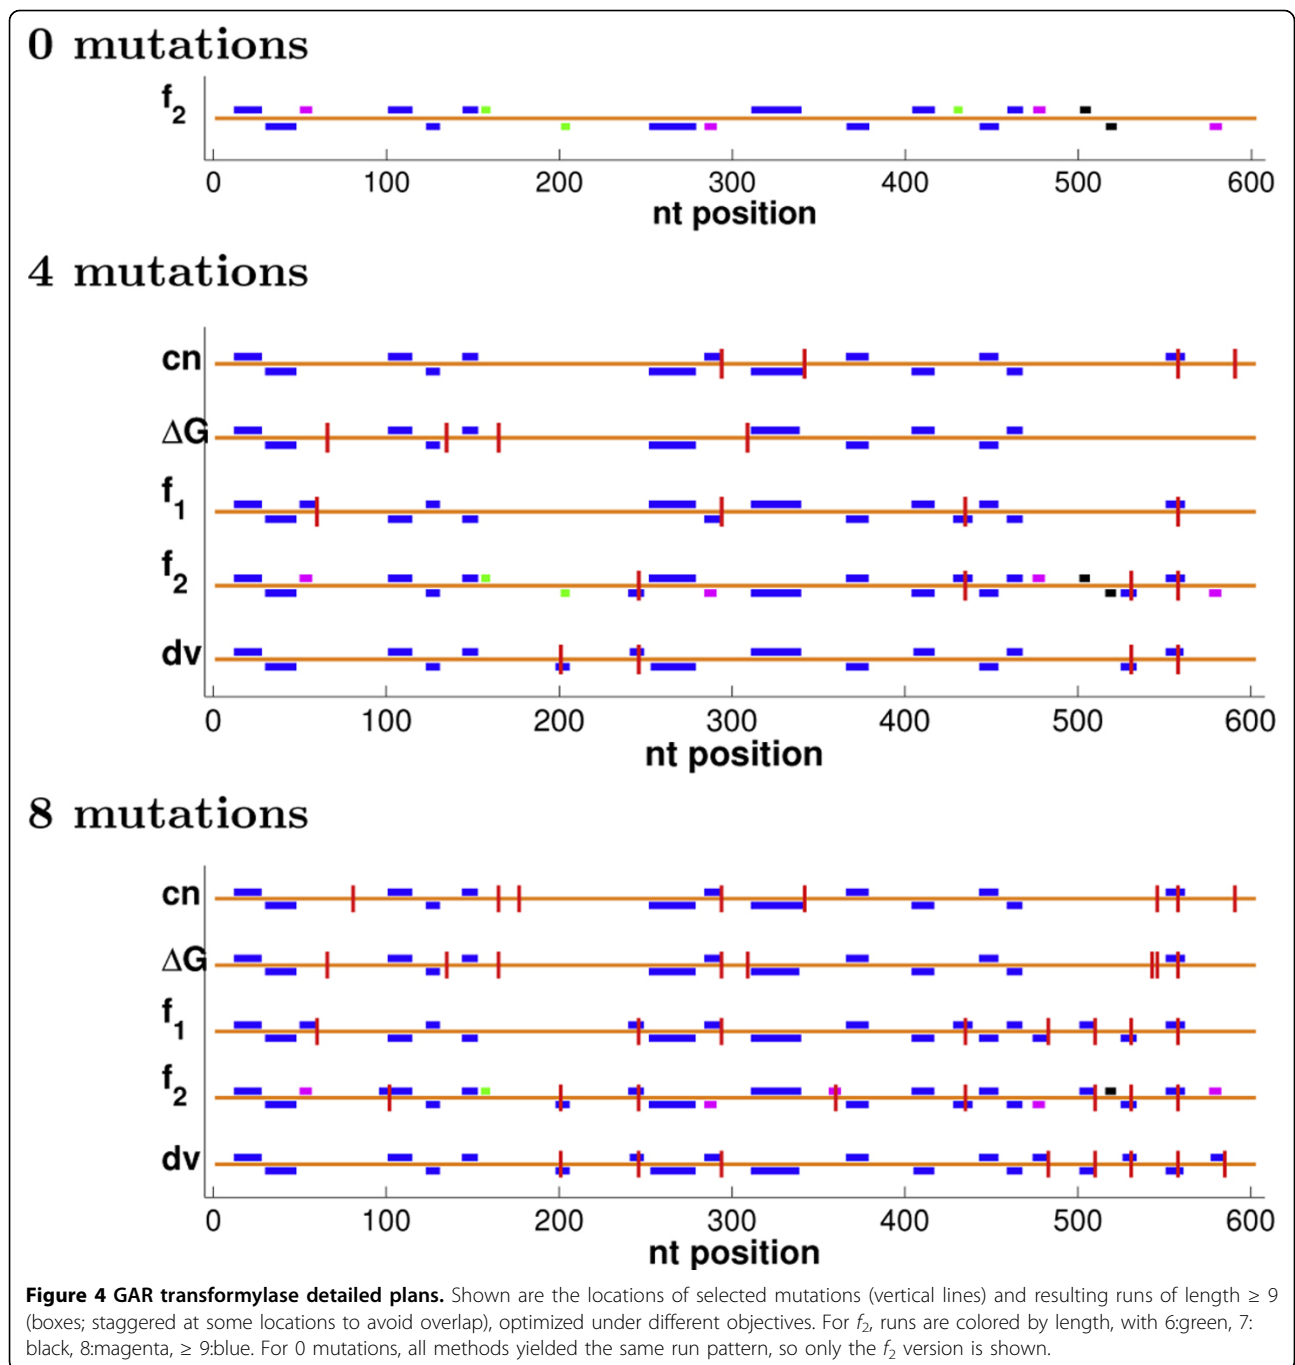 0 mutations
f2
0 100 200 300 400 500 600
nt position
4 mutations
cn
ΔG
f1
f2
dv
0 100 200 300 400 500 600
nt position
8 mutations
cn
ΔG
f1
f2
dv
0 100 200 300 400 500 600
nt position
Figure 4 GAR transformylase detailed plans. Shown are the locations of selected mutations (vertical lines) and resulting runs of length ≥ 9
(boxes; staggered at some locations to avoid overlap), optimized under different objectives. For f2, runs are colored by length, with 6:green, 7:
black, 8:magenta, ≥ 9:blue. For 0 mutations, all methods yielded the same run pattern, so only the f2 version is shown.